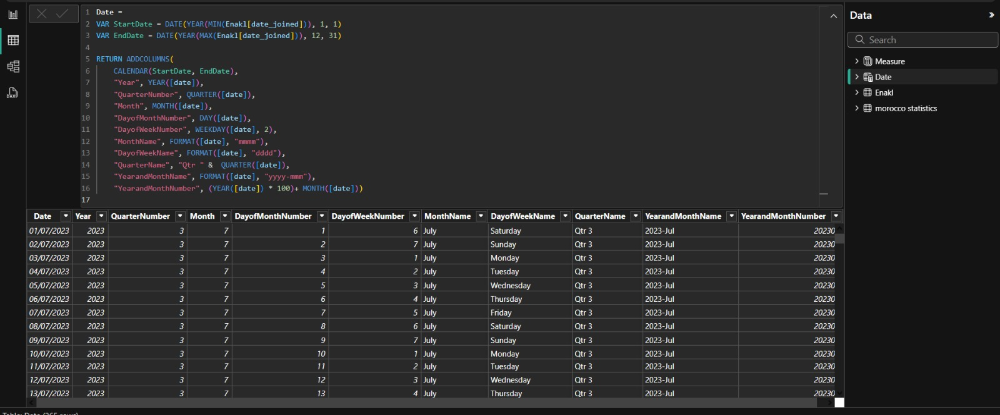 1 Date =
2 VAR StartDate = DATE(YEAR(MIN(Enakl[date_joined])), 1, 1)
3 VAR EndDate = DATE(YEAR(MAX(Enakl[date_joined])), 12, 31)
4
5 RETURN ADDCOLUMNS(
6 CALENDAR(StartDate, EndDate),
7 "Year", YEAR([date]),
8 "QuarterNumber", QUARTER([date]),
9 "Month", MONTH([date]),
10 "DayofMonthNumber", DAY([date]),
11 "DayofWeekNumber", WEEKDAY([date], 2),
12 "MonthName", FORMAT([date], "mmmm"),
13 "DayofWeekName", FORMAT([date], "dddd"),
14 "QuarterName", "Qtr " & QUARTER([date]),
15 "YearandMonthName", FORMAT([date], "yyyy-mmm"),
16 "YearandMonthNumber", (YEAR([date]) * 100)+ MONTH([date]))
17
Date Year QuarterNumber Month DayofMonthNumber DayofWeekNumber MonthName DayofWeekName QuarterName YearandMonthName YearandMonthNumber
01/07/2023 2023 3 7 1 6 July Saturday Qtr 3 2023-Jul 20230
02/07/2023 2023 3 7 2 7 July Sunday Qtr 3 2023-Jul 20230
03/07/2023 2023 3 7 3 1 July Monday Qtr 3 2023-Jul 20230
04/07/2023 2023 3 7 4 2 July Tuesday Qtr 3 2023-Jul 20230
05/07/2023 2023 3 7 5 3 July Wednesday Qtr 3 2023-Jul 20230
06/07/2023 2023 3 7 6 4 July Thursday Qtr 3 2023-Jul 20230
07/07/2023 2023 3 7 7 5 July Friday Qtr 3 2023-Jul 20230
08/07/2023 2023 3 7 8 6 July Saturday Qtr 3 2023-Jul 20230
09/07/2023 2023 3 7 9 7 July Sunday Qtr 3 2023-Jul 20230
10/07/2023 2023 3 7 10 1 July Monday Qtr 3 2023-Jul 20230
11/07/2023 2023 3 7 11 2 July Tuesday Qtr 3 2023-Jul 20230
12/07/2023 2023 3 7 12 3 July Wednesday Qtr 3 2023-Jul 20230
13/07/2023 2023 3 7 13 4 July Thursday Qtr 3 2023-Jul 20230
Table: Date (365 rows)
DAX
Data
Search
Measure
Date
Enakl
morocco statistics